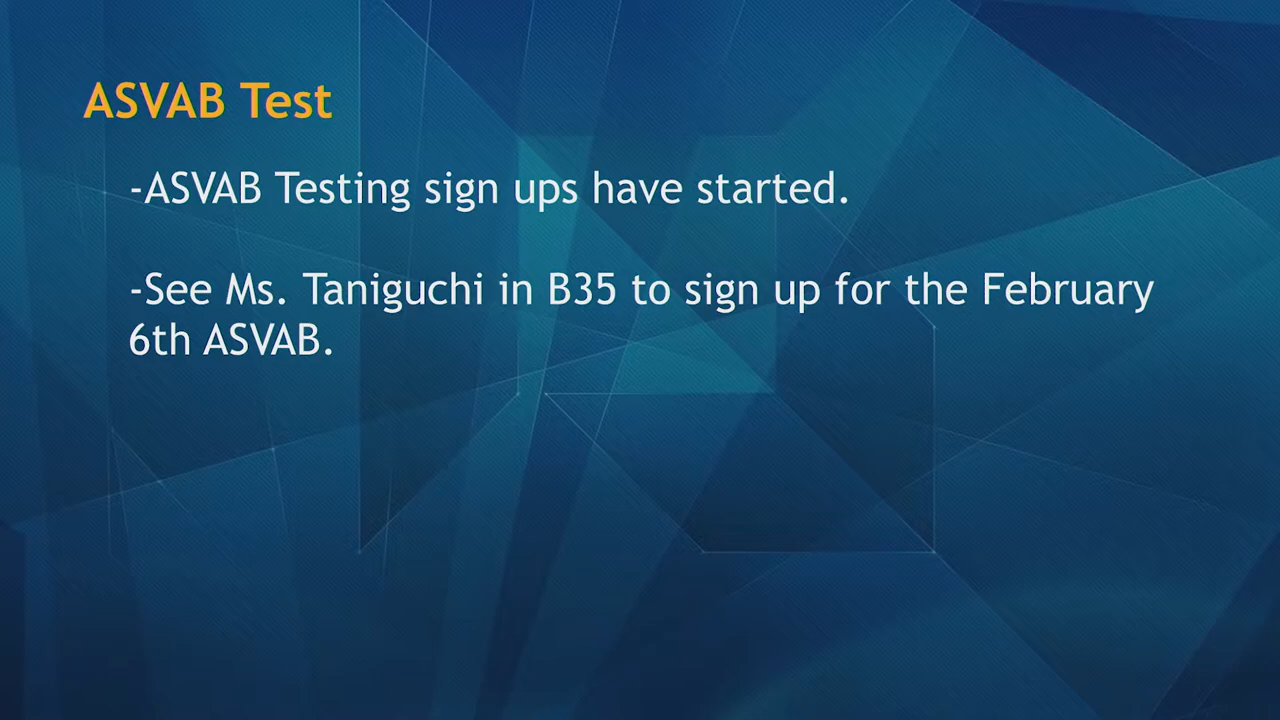 ASVAB Test
-ASVAB Testing sign ups have started.
-See Ms. Taniguchi in B35 to sign up for the February
6th ASVAB.